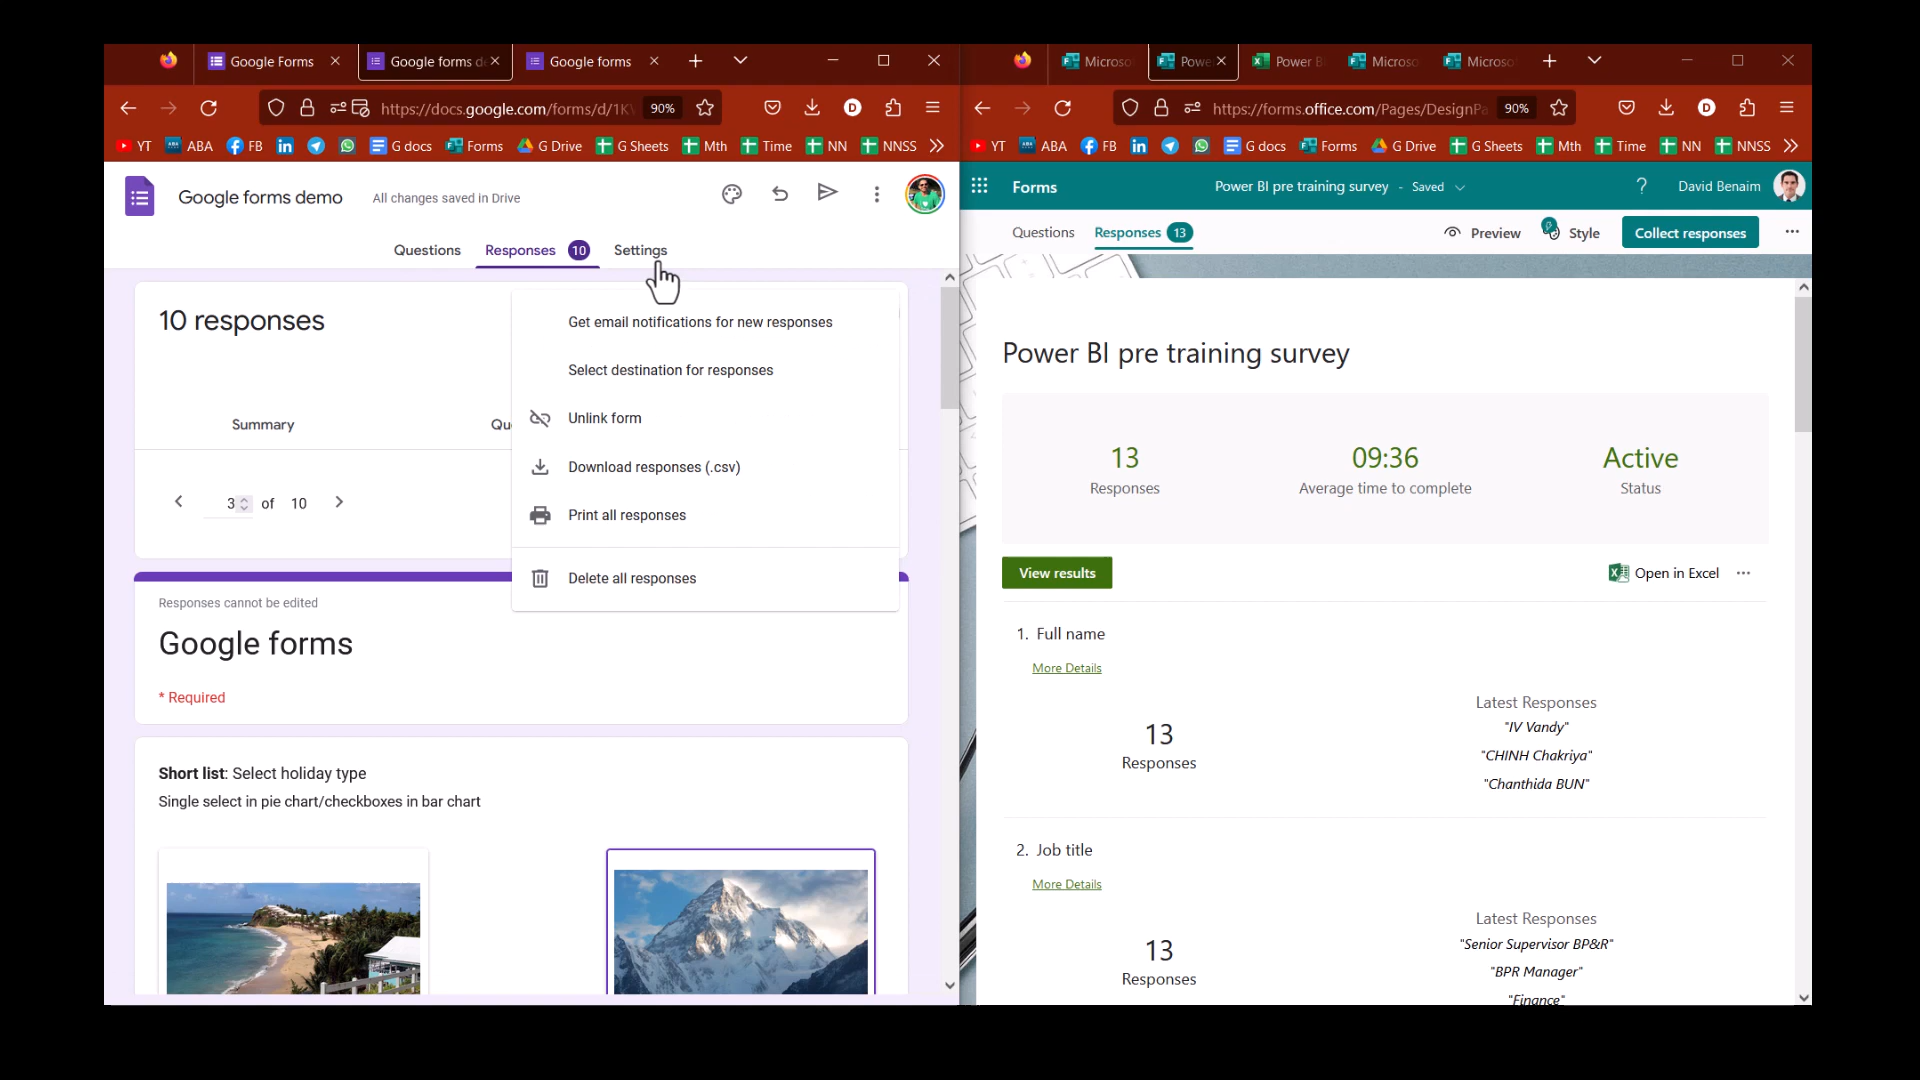 Google Forms
Google forms d
Google forms
https://docs.google.com/forms/d/1K
90%
YT
ABA
FB
G docs
Forms
G Drive
G Sheets
Mth
Time
NN
NNSS
Google forms demo
All changes saved in Drive
Questions
Responses
10
Settings
10 responses
Get email notifications for new responses
Select destination for responses
Unlink form
Download responses (.csv)
Print all responses
Delete all responses
Summary
Qu
3 of 10
Responses cannot be edited
Google forms
* Required
Short list: Select holiday type
Single select in pie chart/checkboxes in bar chart
Microso
Power
Power B
Microso
Microso
https://forms.office.com/Pages/DesignPa
90%
D
YT
ABA
FB
G docs
Forms
G Drive
G Sheets
Mth
Time
NN
NNSS
Forms
Power BI pre training survey - Saved
?
David Benaim
Questions
Responses 13
Preview
Style
Collect responses
Power BI pre training survey
13
Responses
09:36
Average time to complete
Active
Status
View results
Open in Excel
1. Full name
More Details
13
Responses
Latest Responses
"IV Vandy"
"CHINH Chakriya"
"Chanthida BUN"
2. Job title
More Details
13
Responses
Latest Responses
"Senior Supervisor BP&R"
"BPR Manager"
"Finance"